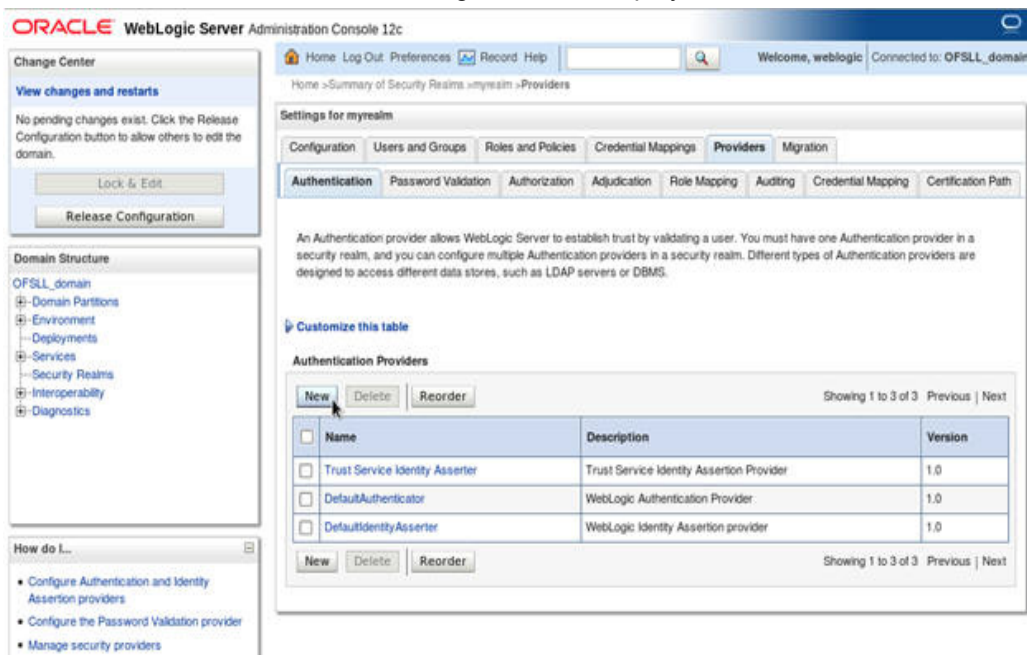 ORACLE WebLogic Server Administration Console 12c
Change Center
View changes and restarts
No pending changes exist. Click the Release
Configuration button to allow others to edit the
domain.
Lock & Edit
Release Configuration
Domain Structure
OFSLL_domain
Domain Partitions
Environment
Deployments
Services
Security Realms
Interoperability
Diagnostics
How do I...
Configure Authentication and Identity
Assertion providers
Configure the Password Validation provider
Manage security providers
Home Log Out Preferences Record Help
Welcome, weblogic Connected to: OFSLL_domain
Home >Summary of Security Realms >myrealm >Providers
Settings for myrealm
Configuration Users and Groups Roles and Policies Credential Mappings Providers Migration
Authentication Password Validation Authorization Adjudication Role Mapping Auditing Credential Mapping Certification Path
An Authentication provider allows WebLogic Server to establish trust by validating a user. You must have one Authentication provider in a
security realm, and you can configure multiple Authentication providers in a security realm. Different types of Authentication providers are
designed to access different data stores, such as LDAP servers or DBMS.
Customize this table
Authentication Providers
New Delete Reorder Showing 1 to 3 of 3 Previous | Next
Name Description Version
Trust Service Identity Asserter Trust Service Identity Assertion Provider 1.0
DefaultAuthenticator WebLogic Authentication Provider 1.0
DefaultIdentityAsserter WebLogic Identity Assertion provider 1.0
New Delete Reorder Showing 1 to 3 of 3 Previous | Next